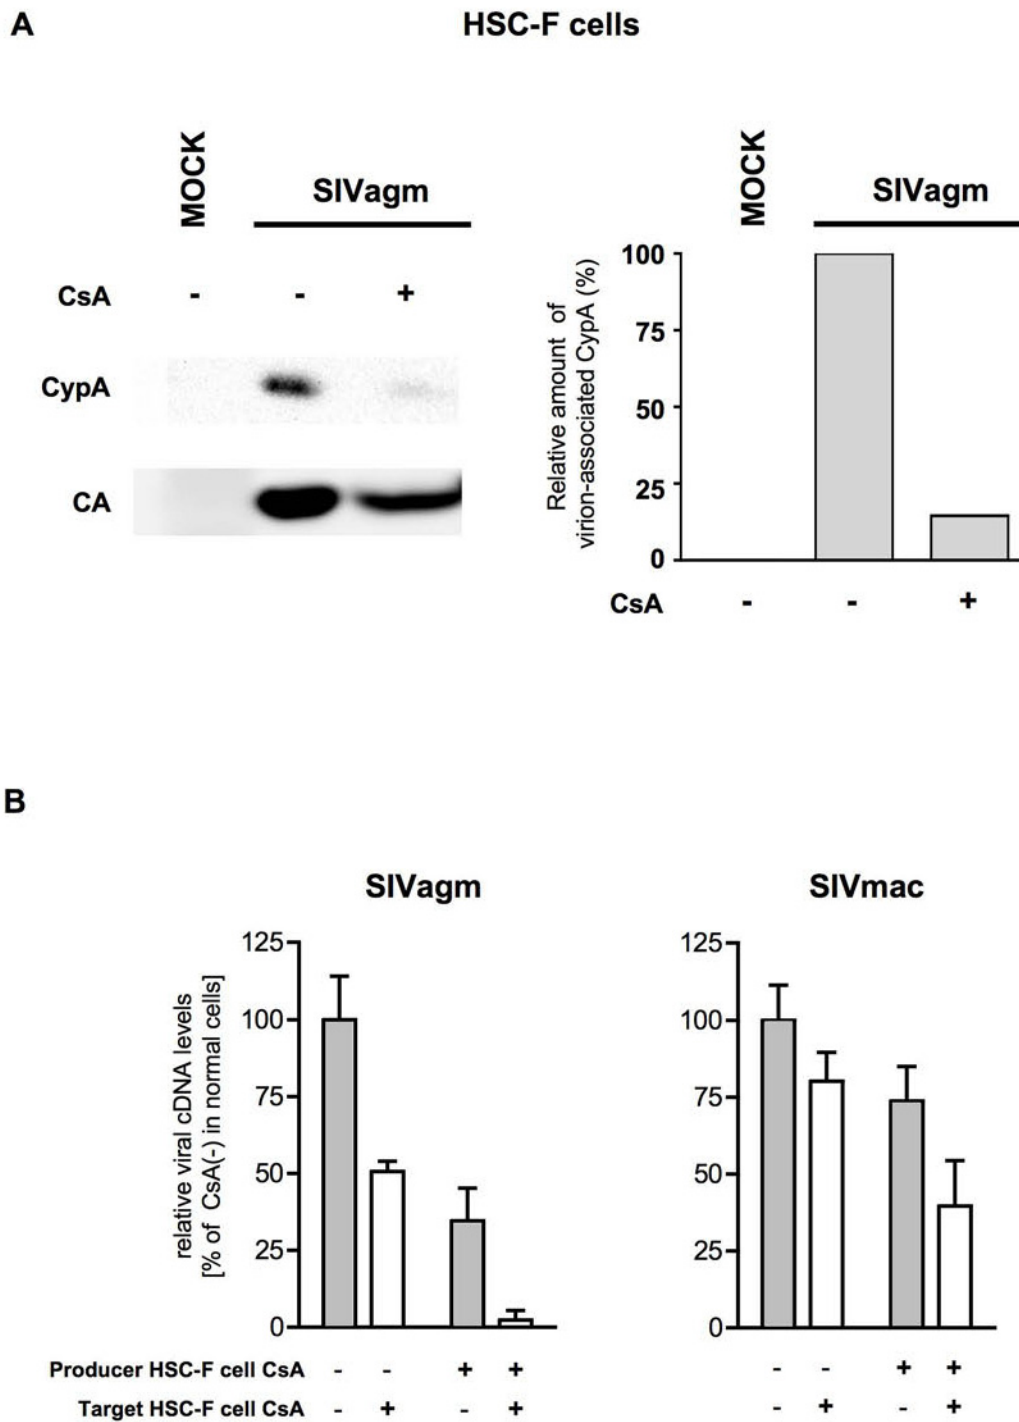 A
HSC-F cells
MOCK
SIVagm
CsA - - +
CypA
CA
MOCK
SIVagm
Relative amount of
virion-associated CypA (%)
100
75
50
25
0
CsA - - +
B
SIVagm
relative viral cDNA levels
[% of CsA(-) in normal cells]
125
100
75
50
25
0
SIVmac
125
100
75
50
25
0
Producer HSC-F cell CsA - - + + - - + +
Target HSC-F cell CsA - + - + - + - +